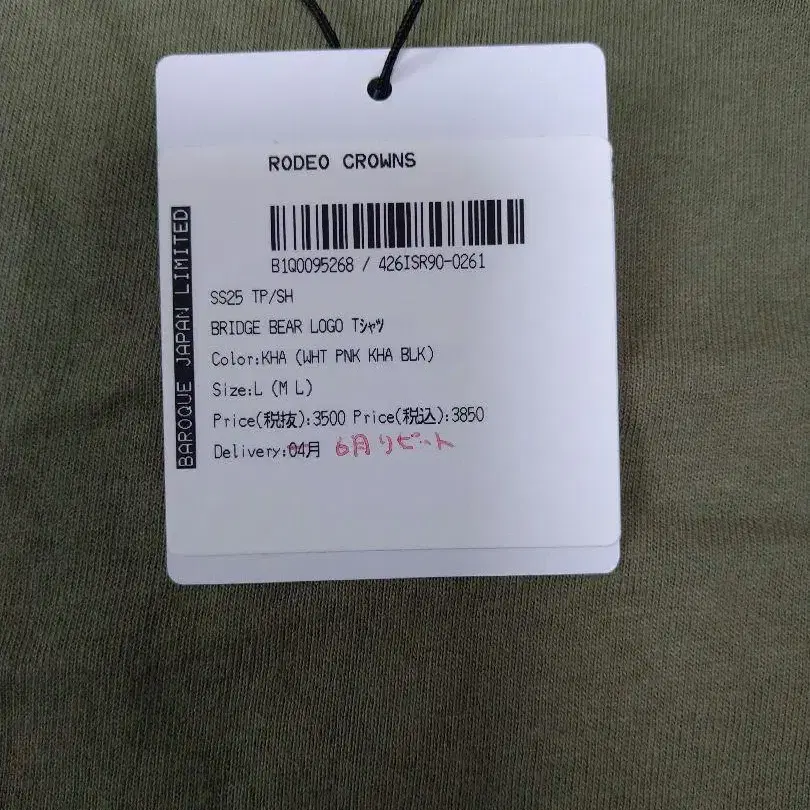 RODEO CROWNS
BAROQUE JAPAN LIMITED
B1Q0095268 / 426ISR90-0261
SS25 TP/SH
BRIDGE BEAR LOGO Tシャツ
Color:KHA (WHT PNK KHA BLK)
Size:L (M L)
Price(税抜):3500 Price(税込):3850
Delivery:04月 6月リピート